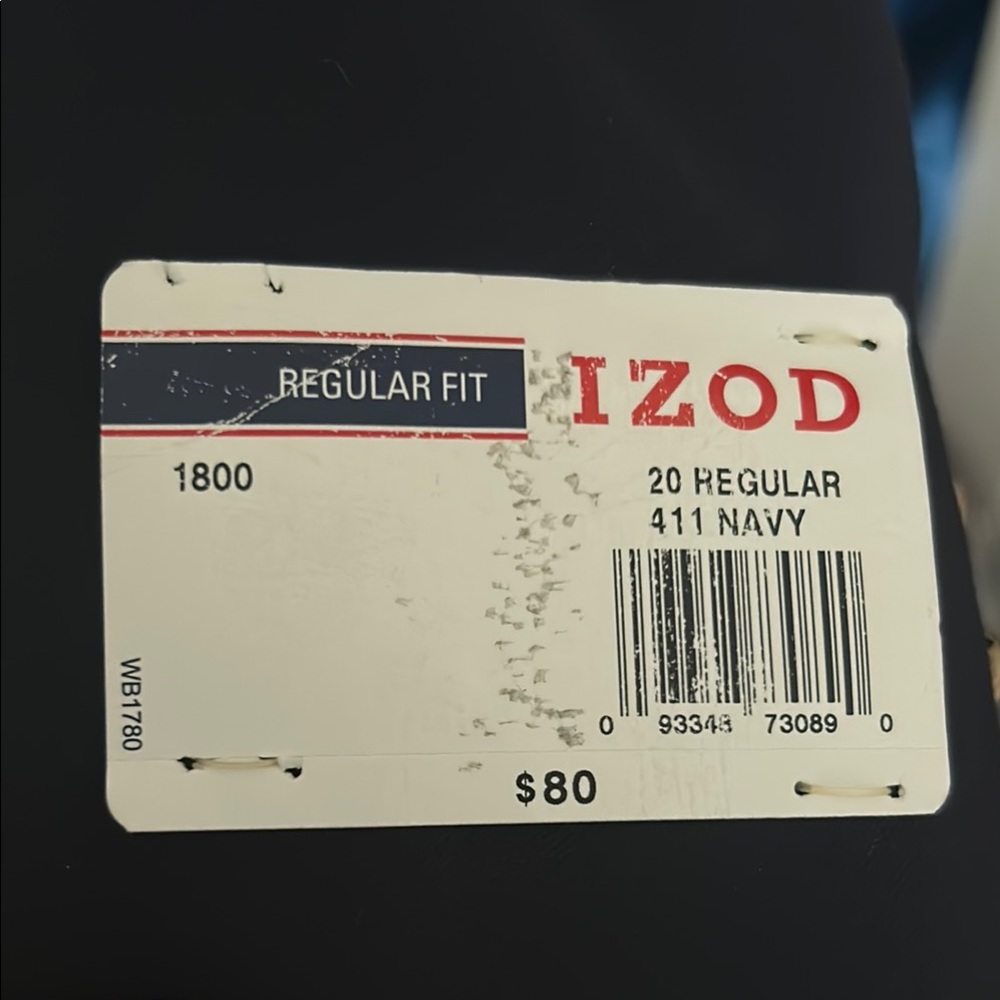 REGULAR FIT
IZOD
1800
20 REGULAR
411 NAVY
WB1780
0 93348 73089 0
$80